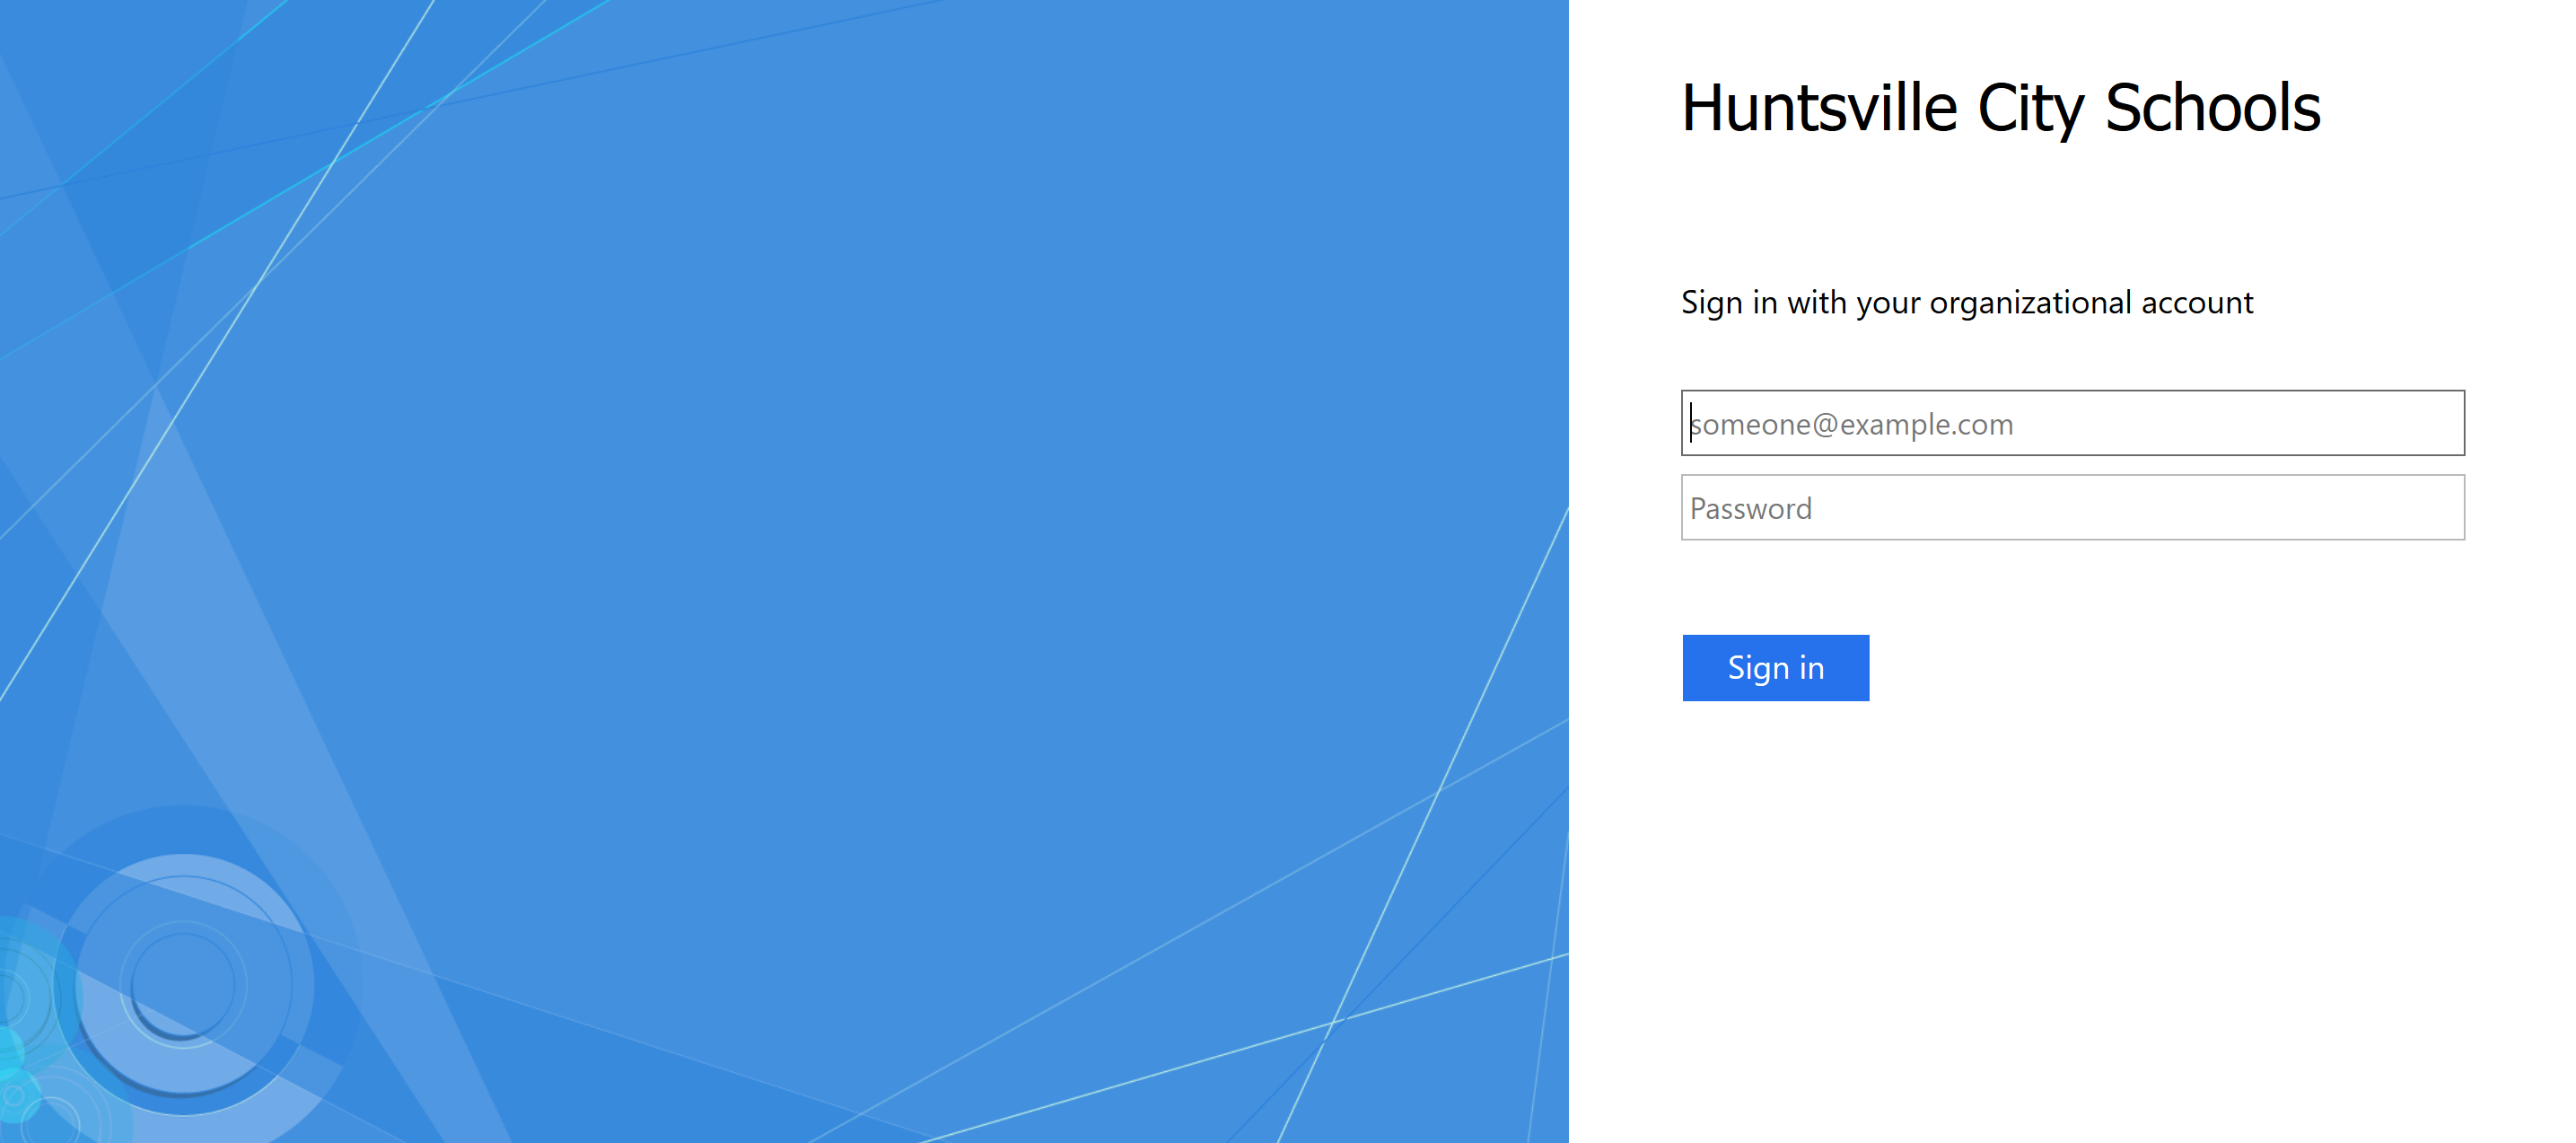 Huntsville City Schools
Sign in with your organizational account
someone@example.com
Password
Sign in